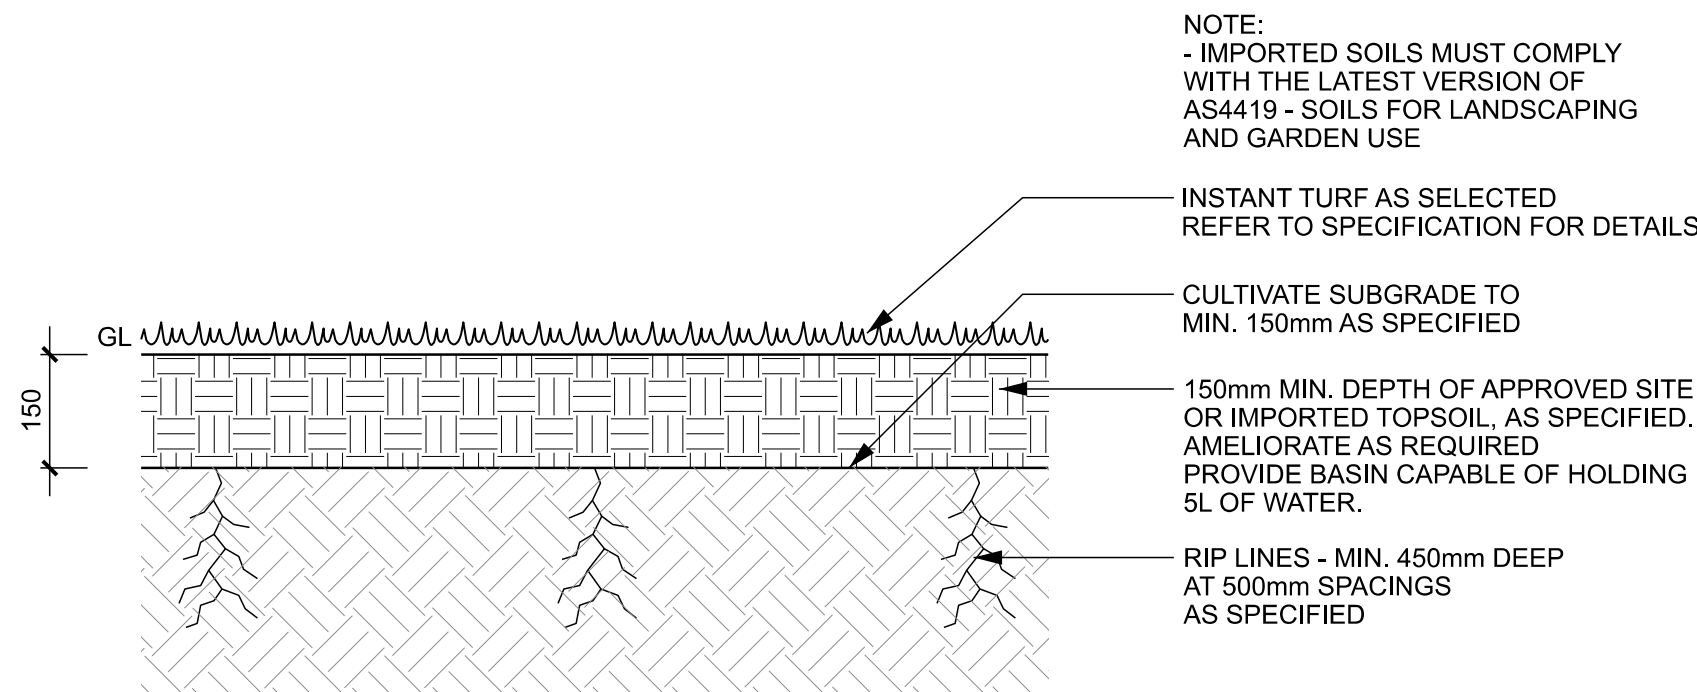 NOTE:
- IMPORTED SOILS MUST COMPLY
WITH THE LATEST VERSION OF
AS4419 - SOILS FOR LANDSCAPING
AND GARDEN USE
INSTANT TURF AS SELECTED
REFER TO SPECIFICATION FOR DETAILS
CULTIVATE SUBGRADE TO
MIN. 150mm AS SPECIFIED
GL
150
150mm MIN. DEPTH OF APPROVED SITE
OR IMPORTED TOPSOIL, AS SPECIFIED.
AMELIORATE AS REQUIRED
PROVIDE BASIN CAPABLE OF HOLDING
5L OF WATER.
RIP LINES - MIN. 450mm DEEP
AT 500mm SPACINGS
AS SPECIFIED